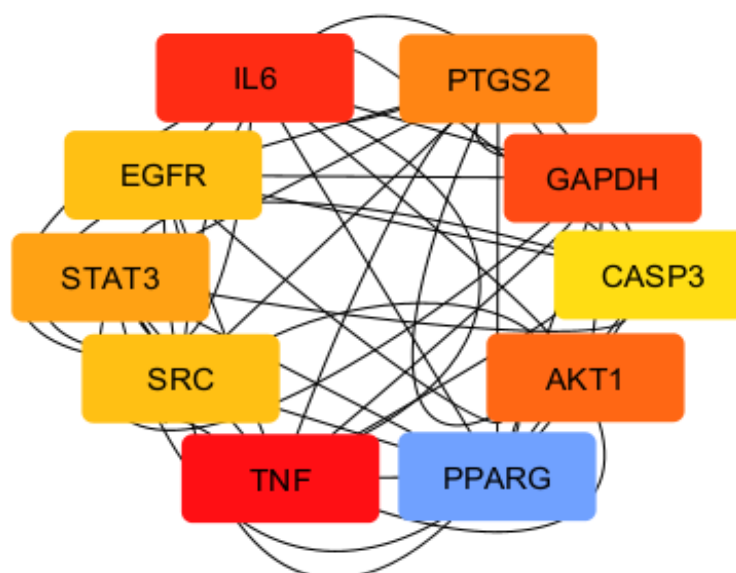 IL6
PTGS2
EGFR
GAPDH
STAT3
CASP3
SRC
AKT1
TNF
PPARG